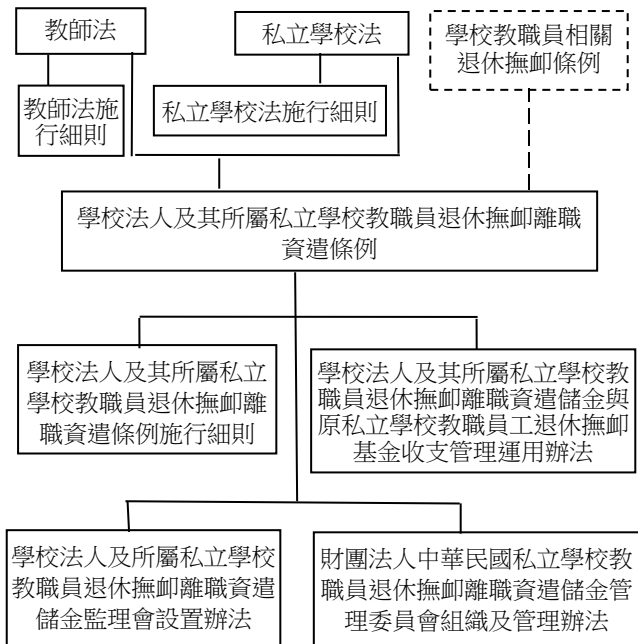 教師法
私立學校法
學校教職員相關
退休撫卹條例
教師法施
行細則
私立學校法施行細則
學校法人及其所屬私立學校教職員退休撫卹離職
資遣條例
學校法人及其所屬私立
學校教職員退休撫卹離
職資遣條例施行細則
學校法人及其所屬私立學校教
職員退休撫卹離職資遣儲金與
原私立學校教職員工退休撫卹
基金收支管理運用辦法
學校法人及所屬私立學校
教職員退休撫卹離職資遣
儲金監理會設置辦法
財團法人中華民國私立學校教
職員退休撫卹離職資遣儲金管
理委員會組織及管理辦法